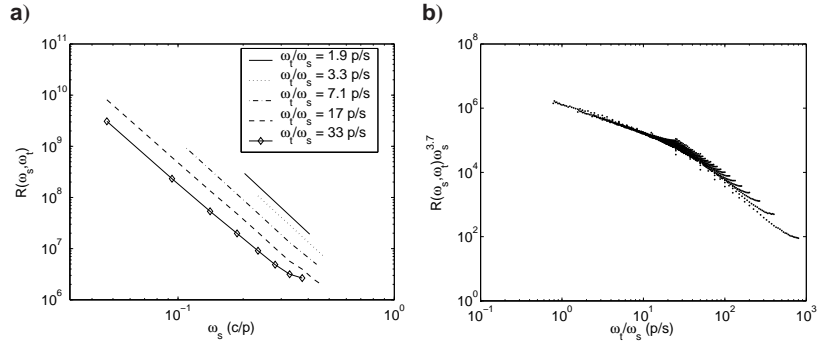 a)
10^11
10^10
10^9
10^8
10^7
10^6
R(ω_s,ω_t)
10^-1
10^0
ω_s (c/p)
ω_t/ω_s = 1.9 p/s
ω_t/ω_s = 3.3 p/s
ω_t/ω_s = 7.1 p/s
ω_t/ω_s = 17 p/s
ω_t/ω_s = 33 p/s
b)
10^8
10^6
10^4
10^2
10^0
R(ω_s,ω_t)ω_s^3.7
10^-1
10^0
10^1
10^2
10^3
ω_t/ω_s (p/s)